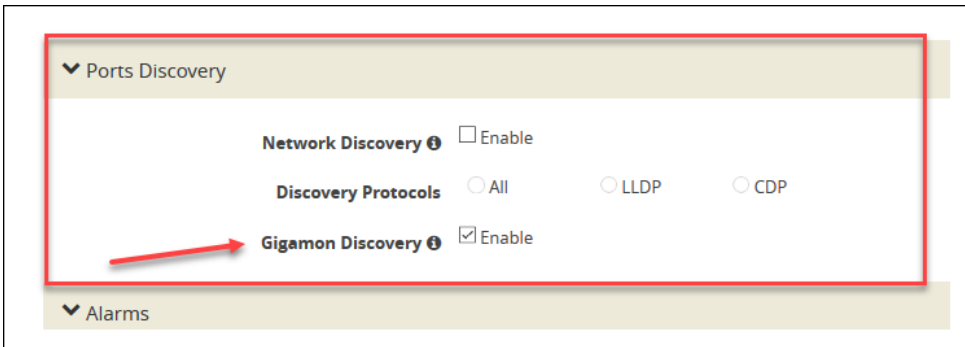 Ports Discovery
Network Discovery Enable
Discovery Protocols All LLDP CDP
Gigamon Discovery Enable
Alarms